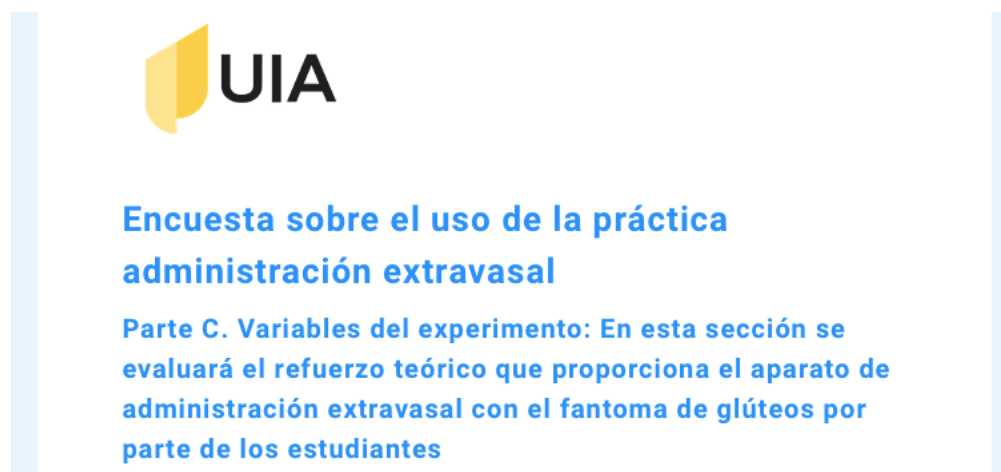 UIA
Encuesta sobre el uso de la práctica
administración extravasal
Parte C. Variables del experimento: En esta sección se
evaluará el refuerzo teórico que proporciona el aparato de
administración extravasal con el fantoma de glúteos por
parte de los estudiantes